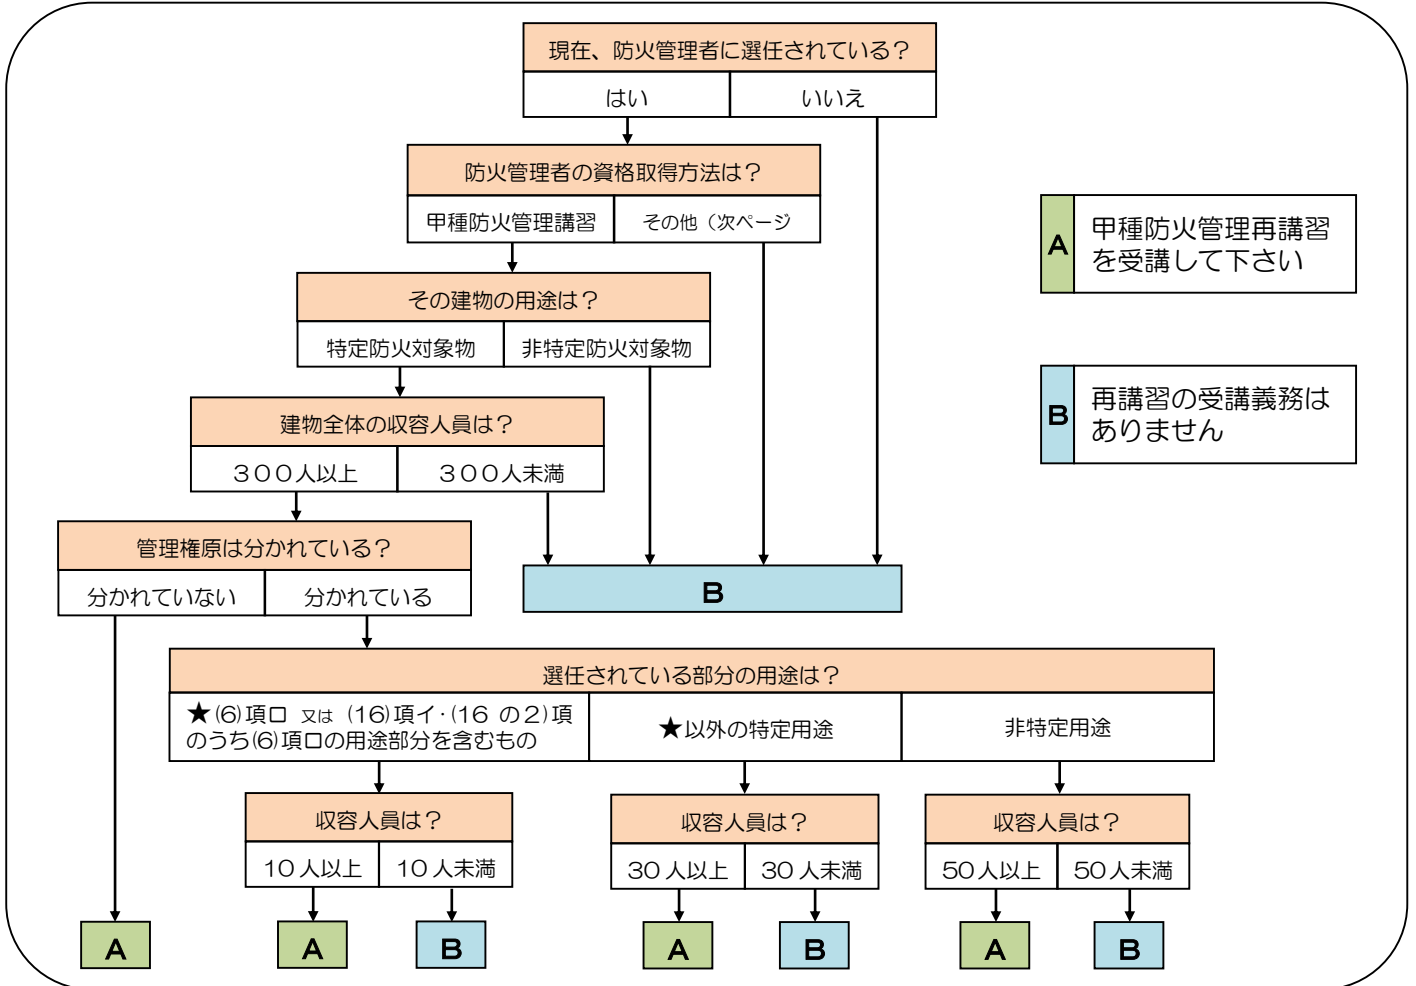 現在、防火管理者に選任されている？
はい
いいえ
防火管理者の資格取得方法は？
甲種防火管理講習
その他（次ページ
その建物の用途は？
特定防火対象物
非特定防火対象物
建物全体の収容人員は？
３００人以上
３００人未満
管理権原は分かれている？
分かれていない
分かれている
B
選任されている部分の用途は？
★(6)項ロ 又は (16)項イ・(16 の２)項
のうち(6)項ロの用途部分を含むもの
★以外の特定用途
非特定用途
収容人員は？
10 人以上
10 人未満
収容人員は？
30 人以上
30 人未満
収容人員は？
50 人以上
50 人未満
A
A
B
A
B
A
B
A
甲種防火管理再講習
を受講して下さい
B
再講習の受講義務は
ありません